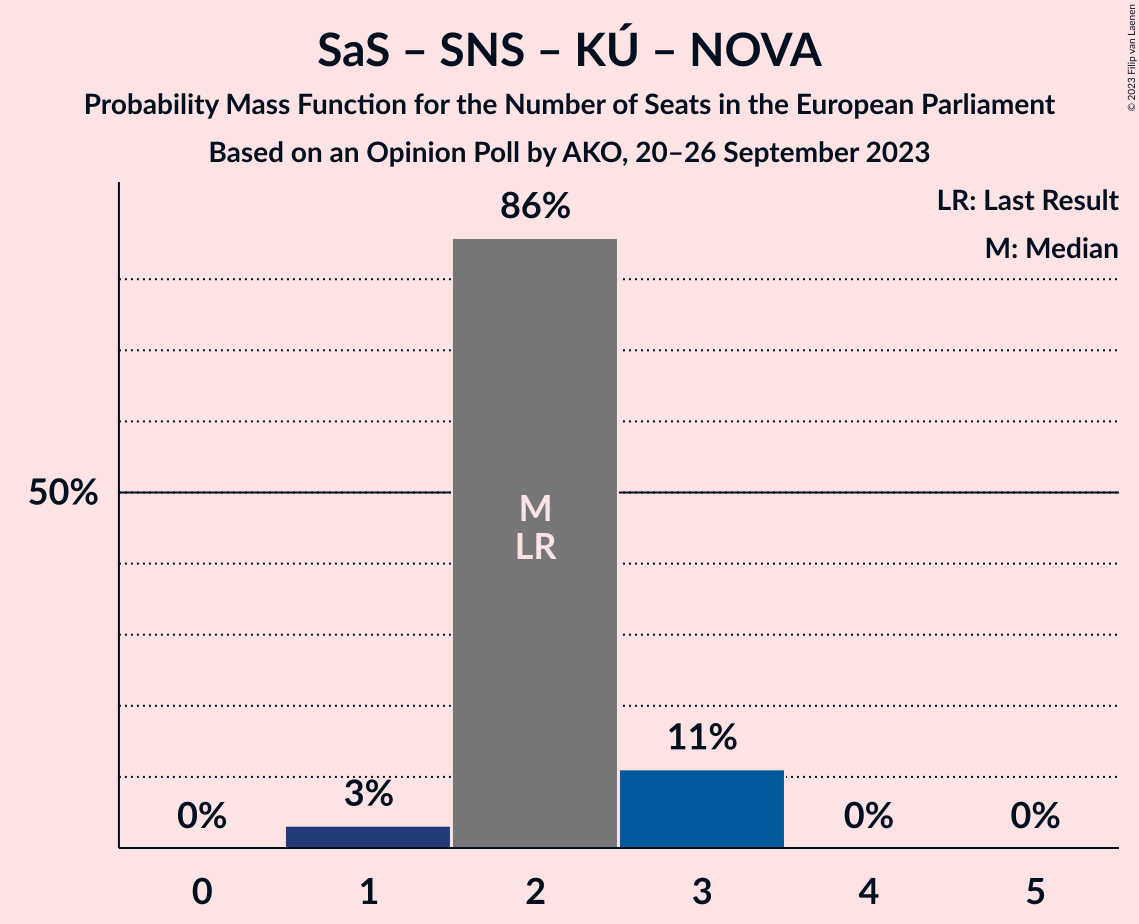 SaS – SNS – KÚ – NOVA
Probability Mass Function for the Number of Seats in the European Parliament
Based on an Opinion Poll by AKO, 20–26 September 2023
© 2023 Filip van Laenen
LR: Last Result
M: Median
86%
50%
M
LR
11%
3%
0%
0%
0%
0
1
2
3
4
5